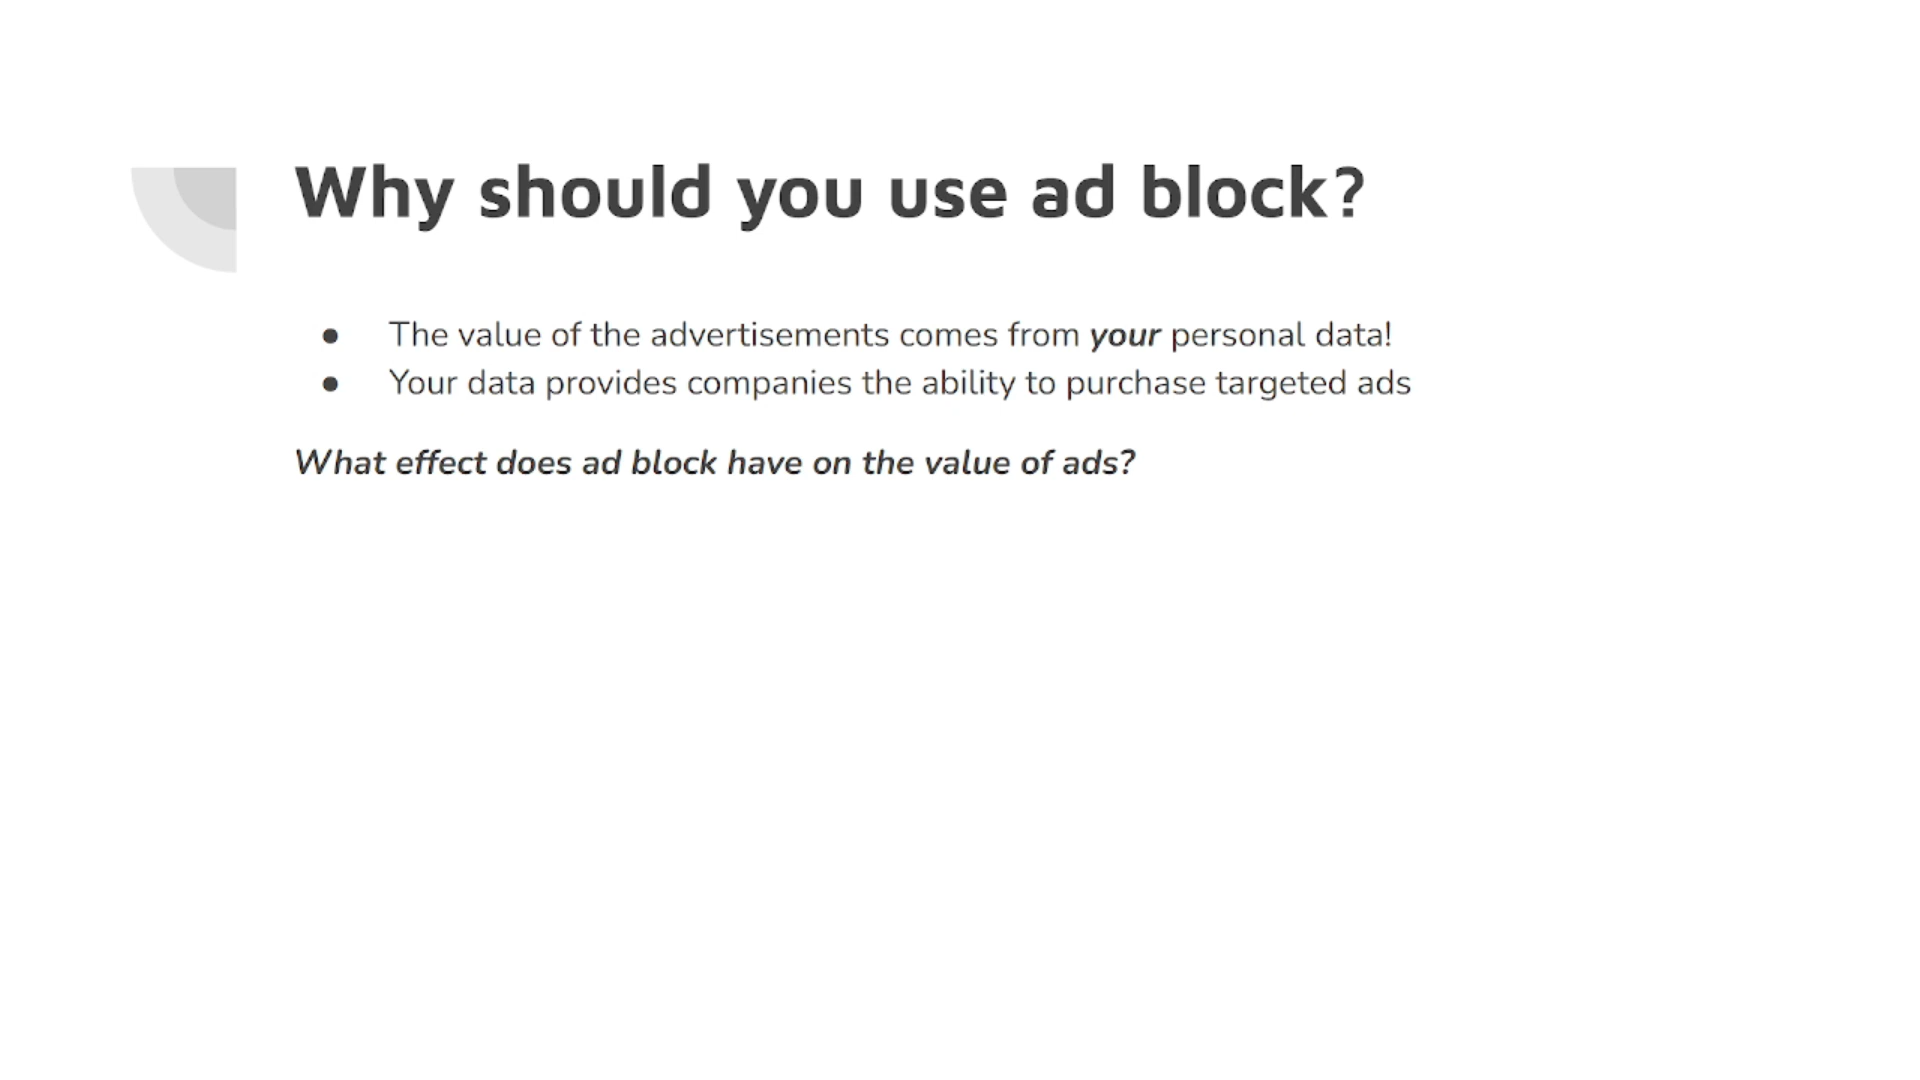 Why should you use ad block?
● The value of the advertisements comes from your personal data!
● Your data provides companies the ability to purchase targeted ads
What effect does ad block have on the value of ads?